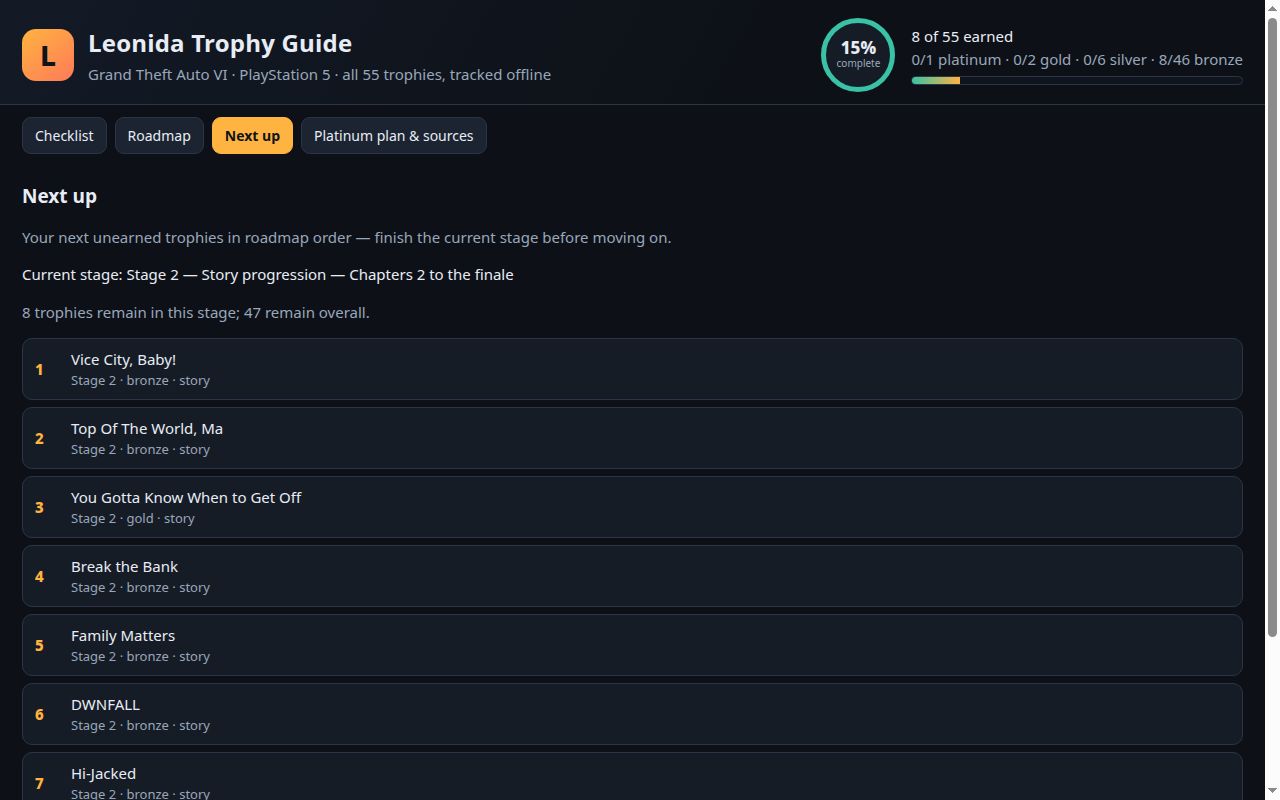 L
Leonida Trophy Guide
Grand Theft Auto VI · PlayStation 5 · all 55 trophies, tracked offline
15%
complete
8 of 55 earned
0/1 platinum · 0/2 gold · 0/6 silver · 8/46 bronze
Checklist
Roadmap
Next up
Platinum plan & sources
Next up
Your next unearned trophies in roadmap order — finish the current stage before moving on.
Current stage: Stage 2 — Story progression — Chapters 2 to the finale
8 trophies remain in this stage; 47 remain overall.
1
Vice City, Baby!
Stage 2 · bronze · story
2
Top Of The World, Ma
Stage 2 · bronze · story
3
You Gotta Know When to Get Off
Stage 2 · gold · story
4
Break the Bank
Stage 2 · bronze · story
5
Family Matters
Stage 2 · bronze · story
6
DWNFALL
Stage 2 · bronze · story
7
Hi-Jacked
Stage 2 · bronze · story